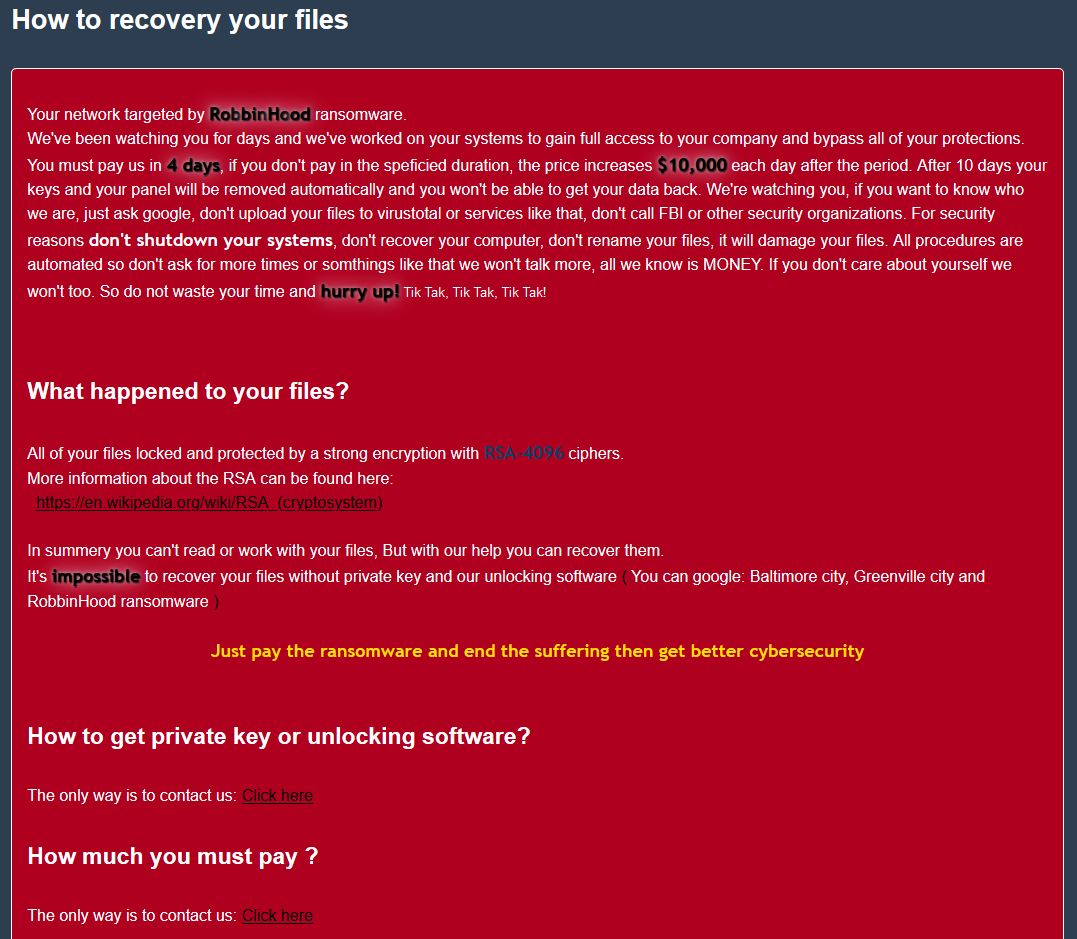 How to recovery your files
Your network targeted by RobbinHood ransomware.
We've been watching you for days and we've worked on your systems to gain full access to your company and bypass all of your protections.
You must pay us in 4 days, if you don't pay in the speficied duration, the price increases $10,000 each day after the period. After 10 days your
keys and your panel will be removed automatically and you won't be able to get your data back. We're watching you, if you want to know who
we are, just ask google, don't upload your files to virustotal or services like that, don't call FBI or other security organizations. For security
reasons don't shutdown your systems, don't recover your computer, don't rename your files, it will damage your files. All procedures are
automated so don't ask for more times or somthings like that we won't talk more, all we know is MONEY. If you don't care about yourself we
won't too. So do not waste your time and hurry up! Tik Tak, Tik Tak, Tik Tak!
What happened to your files?
All of your files locked and protected by a strong encryption with RSA-4096 ciphers.
More information about the RSA can be found here:
https://en.wikipedia.org/wiki/RSA_(cryptosystem)
In summery you can't read or work with your files, But with our help you can recover them.
It's impossible to recover your files without private key and our unlocking software ( You can google: Baltimore city, Greenville city and
RobbinHood ransomware )
Just pay the ransomware and end the suffering then get better cybersecurity
How to get private key or unlocking software?
The only way is to contact us: Click here
How much you must pay ?
The only way is to contact us: Click here